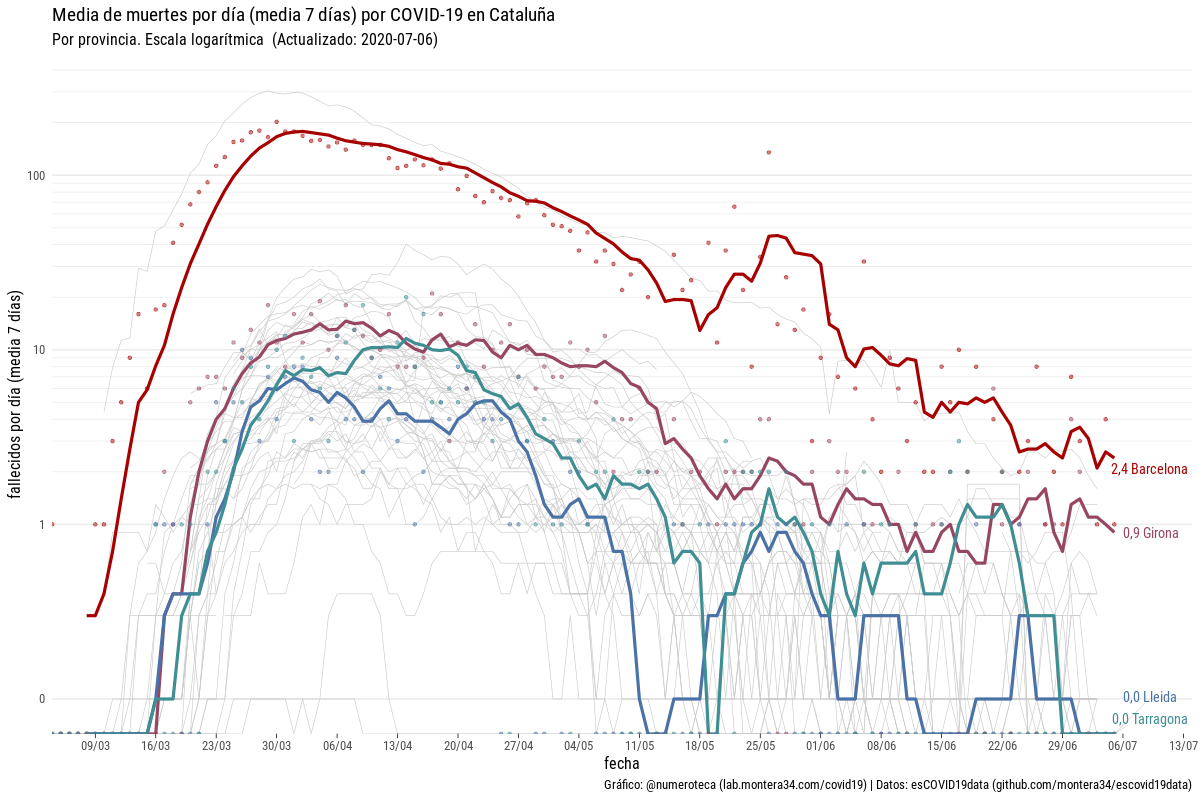 Media de muertes por día (media 7 días) por COVID-19 en Cataluña
Por provincia. Escala logarítmica  (Actualizado: 2020-07-06)
fallecidos por día (media  7 días)
100
10
1
0
2,4 Barcelona
0,9 Girona
0,0 Lleida
0,0 Tarragona
09/03 16/03 23/03 30/03 06/04 13/04 20/04 27/04 04/05 11/05 18/05 25/05 01/06 08/06 15/06 22/06 29/06 06/07 13/07
fecha
Gráfico: @numeroteca (lab.montera34.com/covid19) | Datos: esCOVID19data (github.com/montera34/escovid19data)